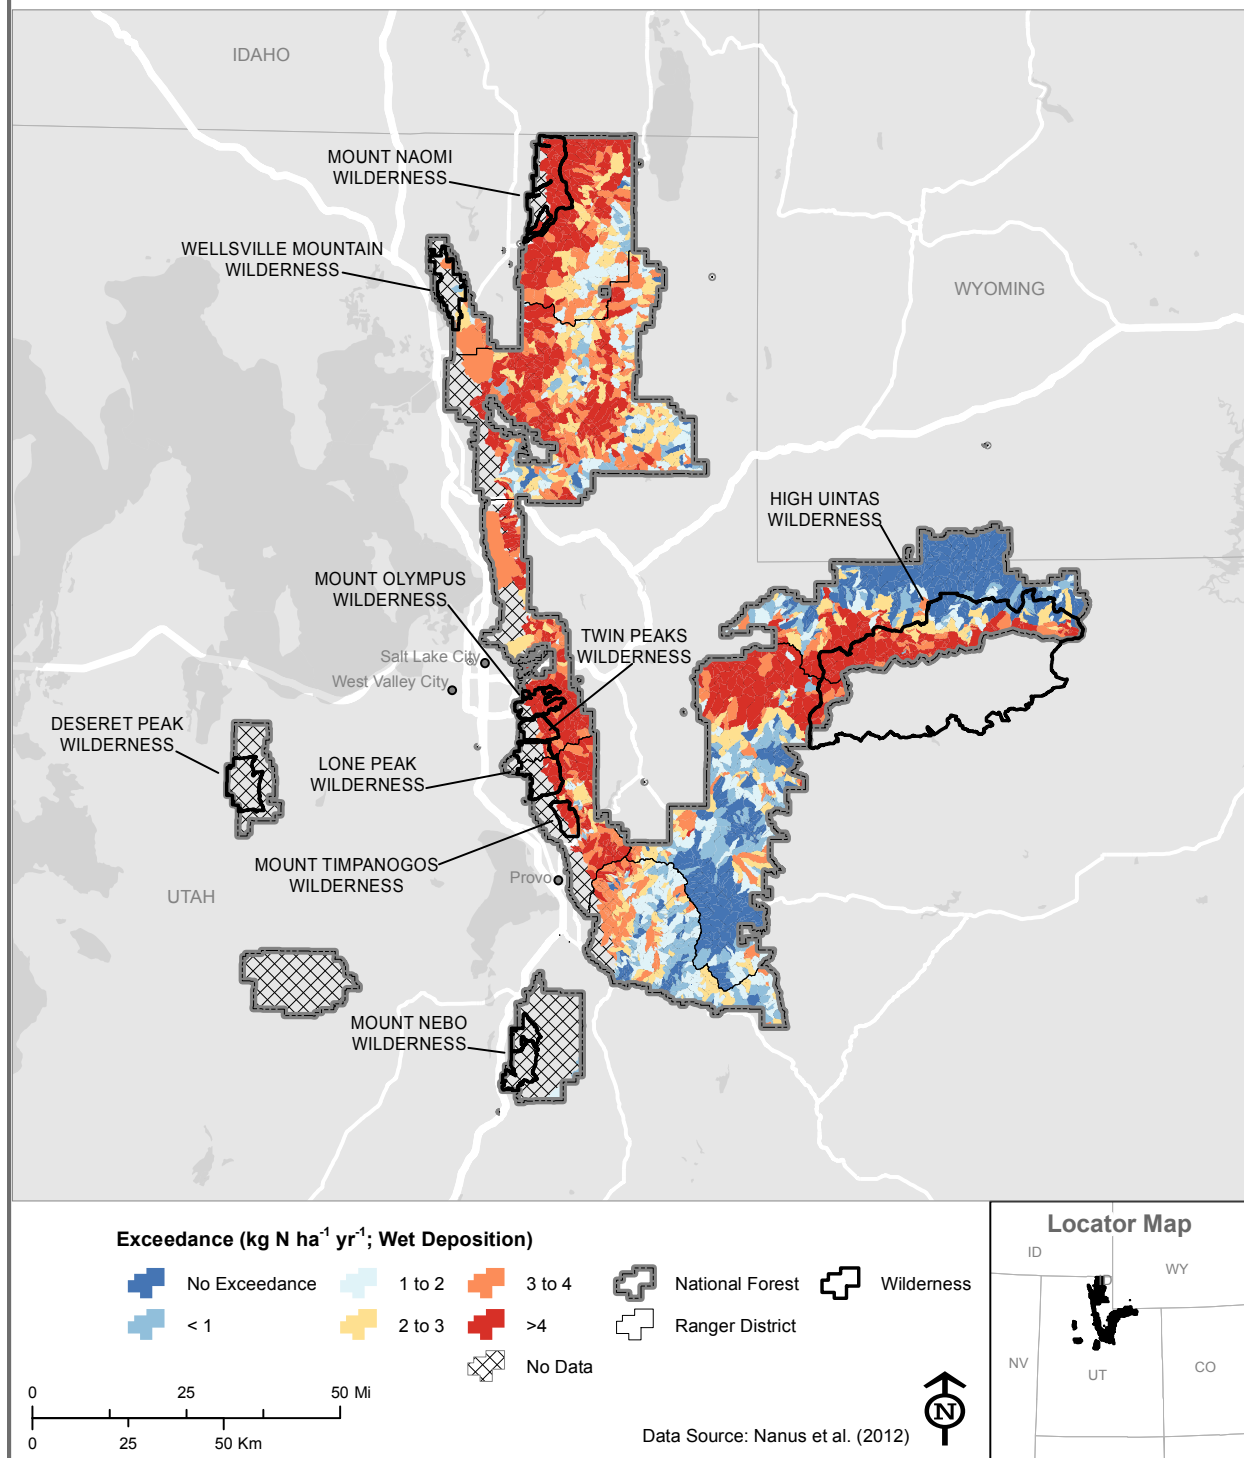 IDAHO
MOUNT NAOMI
WILDERNESS
WELLSVILLE MOUNTAIN
WILDERNESS
WYOMING
HIGH UINTAS
WILDERNESS
MOUNT OLYMPUS
WILDERNESS
TWIN PEAKS
WILDERNESS
Salt Lake City
West Valley City
DESERET PEAK
WILDERNESS
LONE PEAK
WILDERNESS
MOUNT TIMPANOGOS
WILDERNESS
Provo
UTAH
MOUNT NEBO
WILDERNESS
Exceedance (kg N ha⁻¹ yr⁻¹; Wet Deposition)
No Exceedance
1 to 2
3 to 4
National Forest
Wilderness
< 1
2 to 3
>4
Ranger District
No Data
0 25 50 Mi
0 25 50 Km
Data Source: Nanus et al. (2012)
N
Locator Map
ID
WY
ID
NV
UT
CO